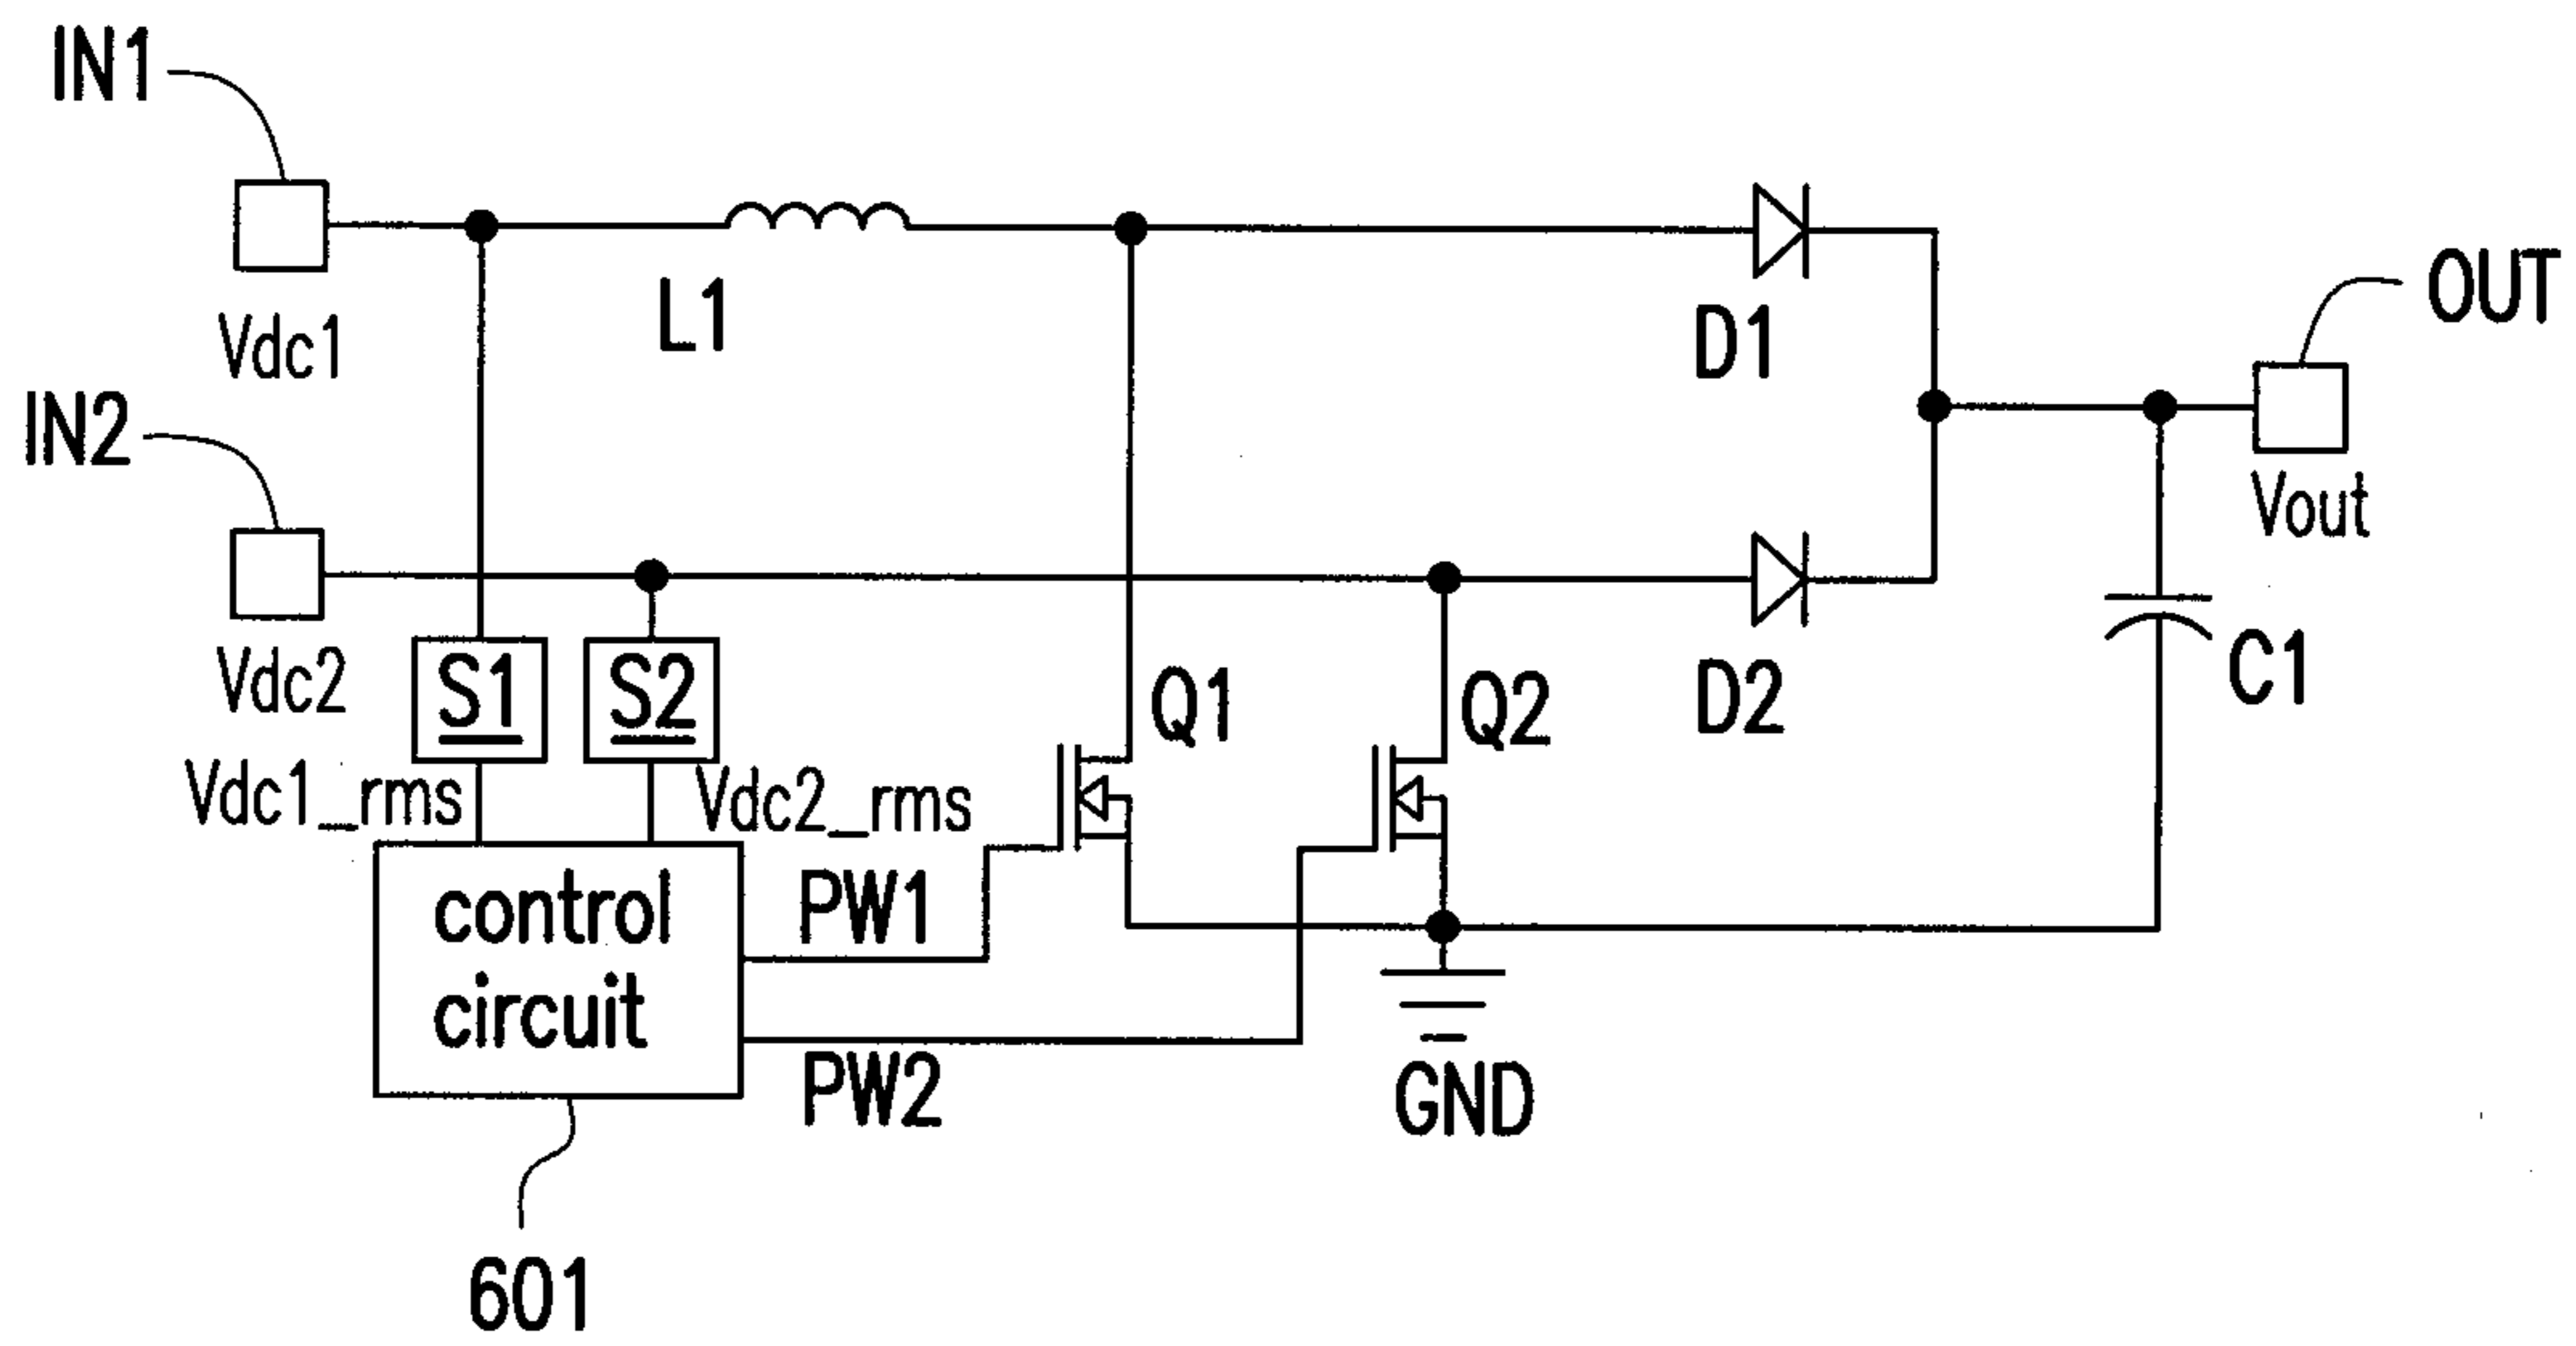 IN1
L1
Vdc1
D1
OUT
IN2
Vdc2
S1
S2
Q1
Q2
D2
Vout
C1
Vdc1_rms
Vdc2_rms
control
circuit
PW1
PW2
GND
601